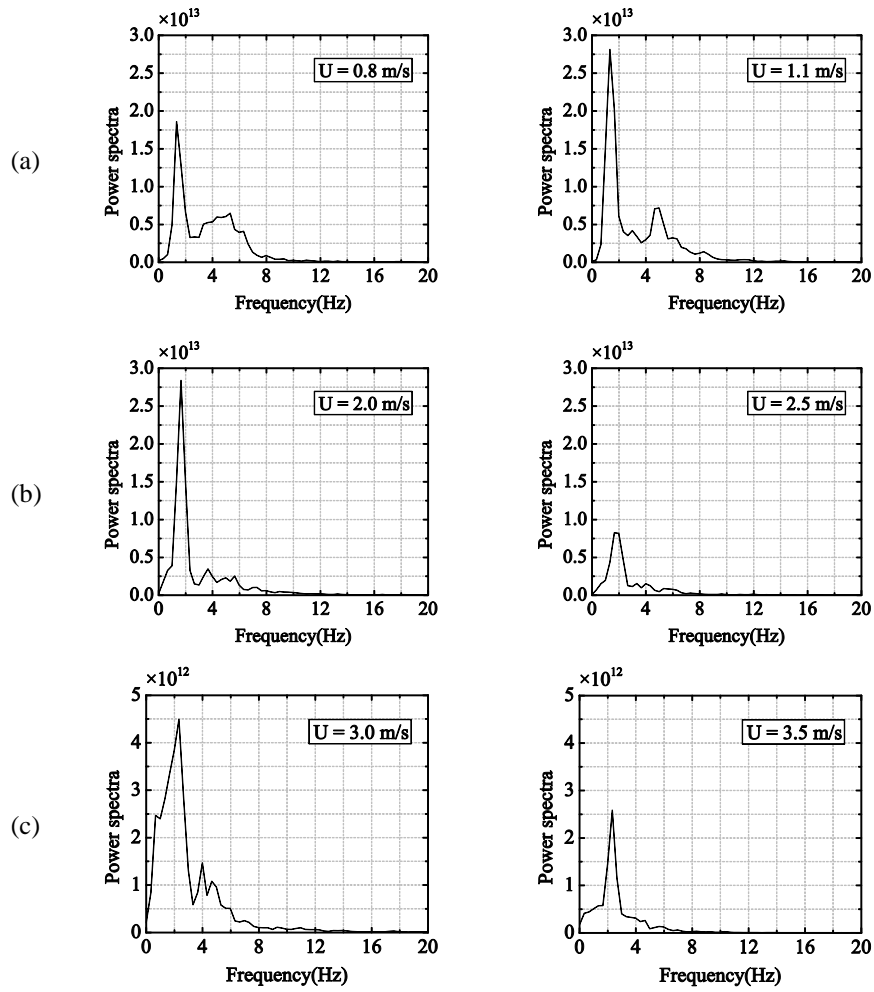 ×10¹³
3.0
2.5
2.0
1.5
1.0
0.5
0.0
0 4 8 12 16 20
Power spectra
Frequency(Hz)
U = 0.8 m/s
×10¹³
3.0
2.5
2.0
1.5
1.0
0.5
0.0
0 4 8 12 16 20
Power spectra
Frequency(Hz)
U = 1.1 m/s
(a)
×10¹³
3.0
2.5
2.0
1.5
1.0
0.5
0.0
0 4 8 12 16 20
Power spectra
Frequency(Hz)
U = 2.0 m/s
×10¹³
3.0
2.5
2.0
1.5
1.0
0.5
0.0
0 4 8 12 16 20
Power spectra
Frequency(Hz)
U = 2.5 m/s
(b)
×10¹²
5
4
3
2
1
0
0 4 8 12 16 20
Power spectra
Frequency(Hz)
U = 3.0 m/s
×10¹²
5
4
3
2
1
0
0 4 8 12 16 20
Power spectra
Frequency(Hz)
U = 3.5 m/s
(c)